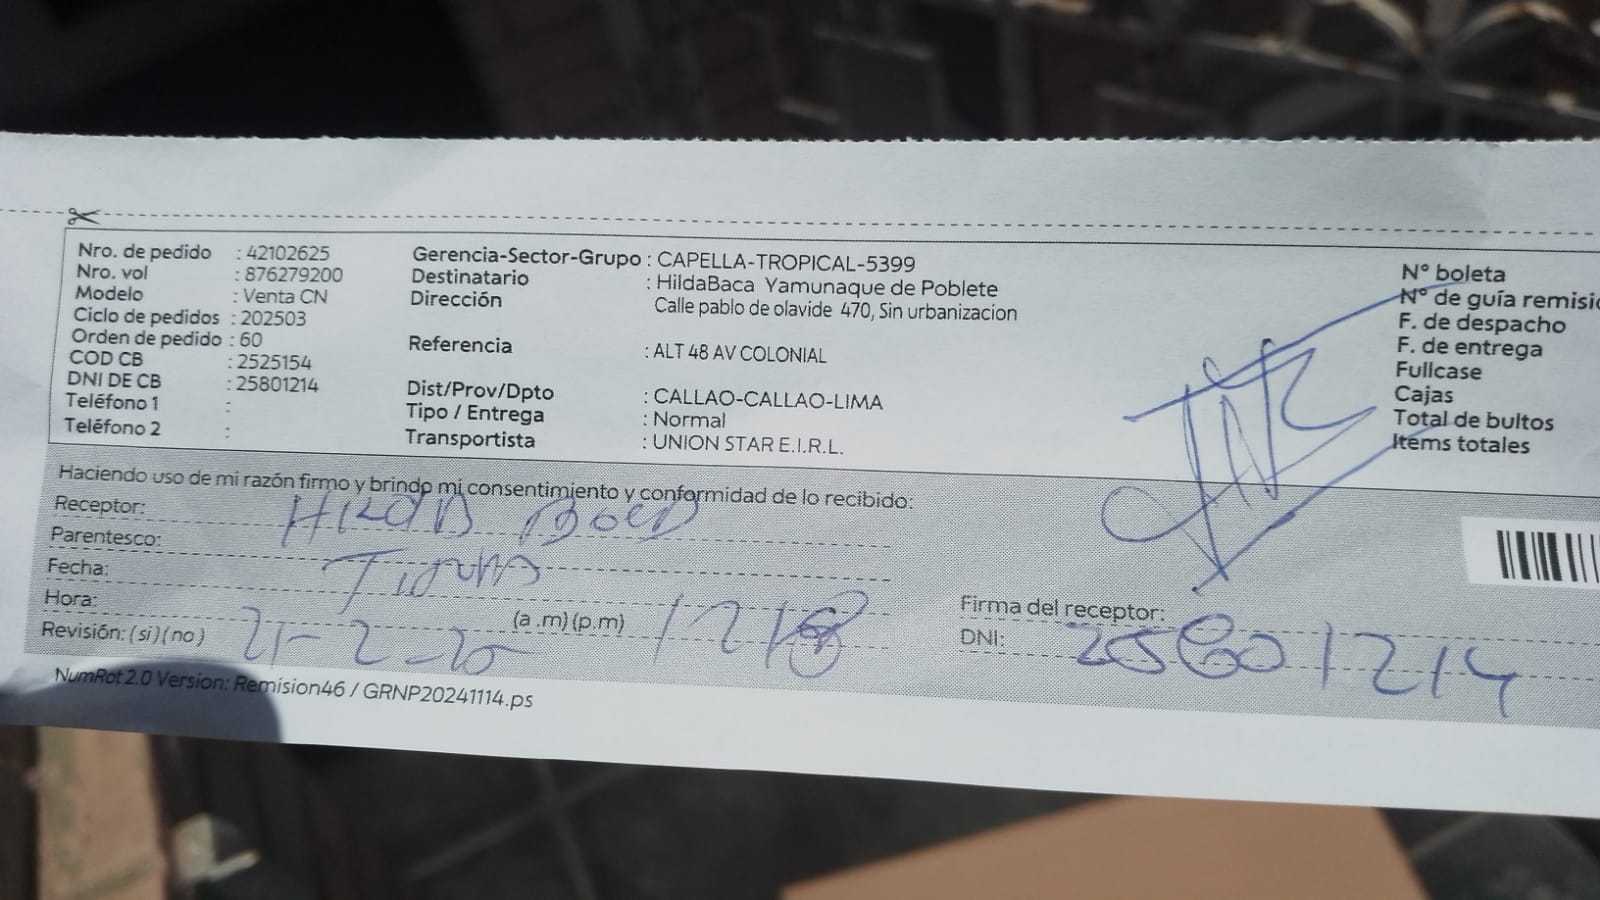 Nro. de pedido : 42102625
Nro. vol : 876279200
Modelo : Venta CN
Ciclo de pedidos : 202503
Orden de pedido : 60
COD CB : 2525154
DNI DE CB : 25801214
Teléfono 1 :
Teléfono 2 :
Gerencia-Sector-Grupo : CAPELLA-TROPICAL-5399
Destinatario : HildaBaca Yamunaque de Poblete
Dirección Calle pablo de olavide 470, Sin urbanizacion
Referencia : ALT 48 AV COLONIAL
Dist/Prov/Dpto : CALLAO-CALLAO-LIMA
Tipo / Entrega : Normal
Transportista : UNION STAR E.I.R.L.
N° boleta
N° de guía remisio
F. de despacho
F. de entrega
Fullcase
Cajas
Total de bultos
Items totales
Haciendo uso de mi razón firmo y brindo mi consentimiento y conformidad de lo recibido:
Receptor:
Parentesco:
Fecha:
Hora: (a .m)(p.m)
Revisión: (si)(no) 21-2-25
Firma del receptor:
DNI: 25801214
NumRot2.0 Version: Remision46 / GRNP20241114.ps